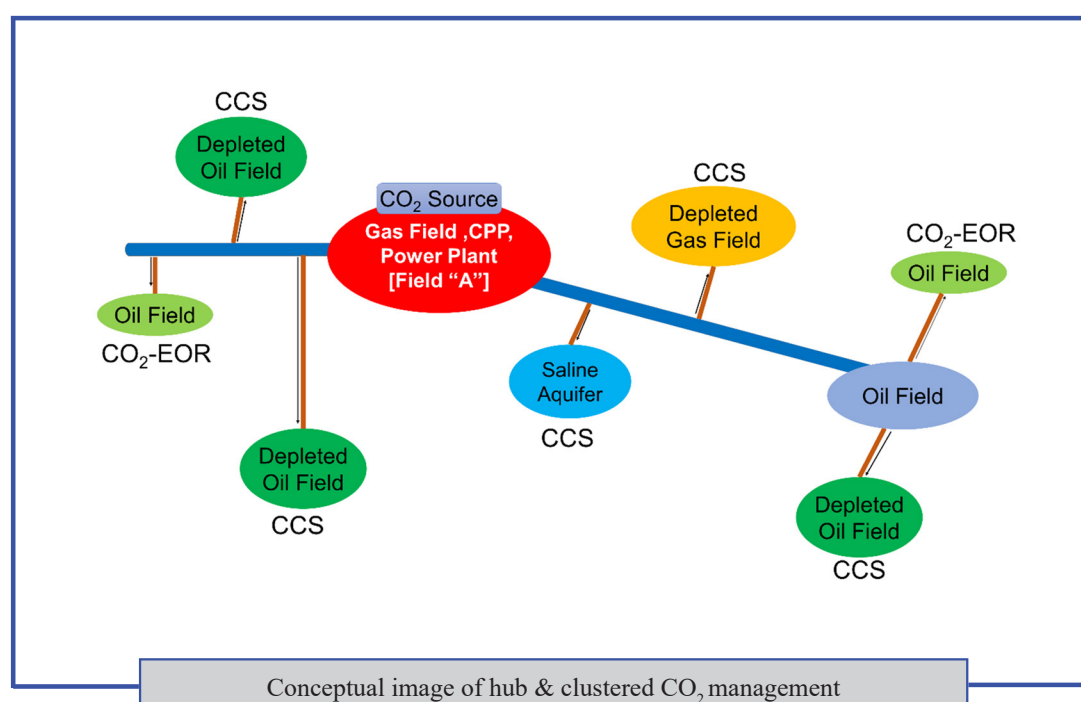 CCS
Depleted
Oil Field
CO₂ Source
Gas Field ,CPP,
Power Plant
[Field “A”]
CCS
Depleted
Gas Field
CO₂-EOR
Oil Field
Oil Field
CO₂-EOR
Saline
Aquifer
CCS
Oil Field
Depleted
Oil Field
CCS
Depleted
Oil Field
CCS
Conceptual image of hub & clustered CO₂ management